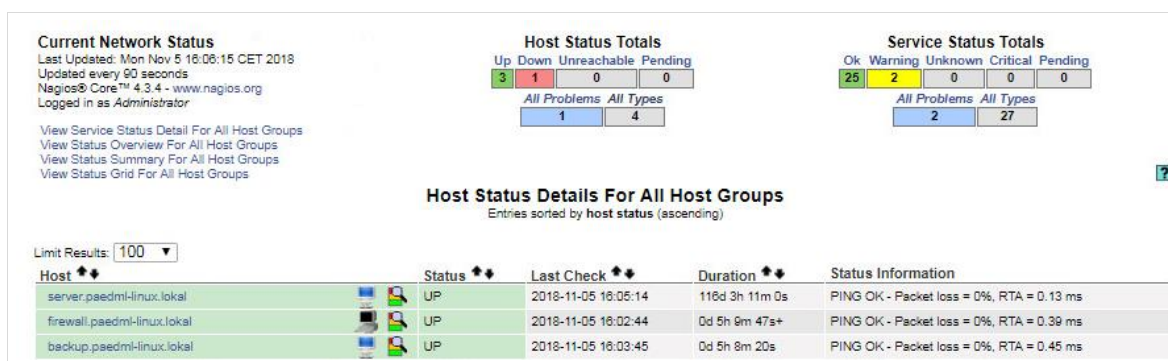 Current Network Status
Last Updated: Mon Nov 5 16:06:15 CET 2018
Updated every 90 seconds
Nagios® Core™ 4.3.4 - www.nagios.org
Logged in as Administrator
View Service Status Detail For All Host Groups
View Status Overview For All Host Groups
View Status Summary For All Host Groups
View Status Grid For All Host Groups
Host Status Totals
Up Down Unreachable Pending
3 1 0 0
All Problems All Types
1 4
Service Status Totals
Ok Warning Unknown Critical Pending
25 2 0 0 0
All Problems All Types
2 27
?
Host Status Details For All Host Groups
Entries sorted by host status (ascending)
Limit Results: 100
Host Status Last Check Duration Status Information
server.paedml-linux.lokal UP 2018-11-05 16:05:14 116d 3h 11m 0s PING OK - Packet loss = 0%, RTA = 0.13 ms
firewall.paedml-linux.lokal UP 2018-11-05 16:02:44 0d 5h 9m 47s+ PING OK - Packet loss = 0%, RTA = 0.39 ms
backup.paedml-linux.lokal UP 2018-11-05 16:03:45 0d 5h 8m 20s PING OK - Packet loss = 0%, RTA = 0.45 ms